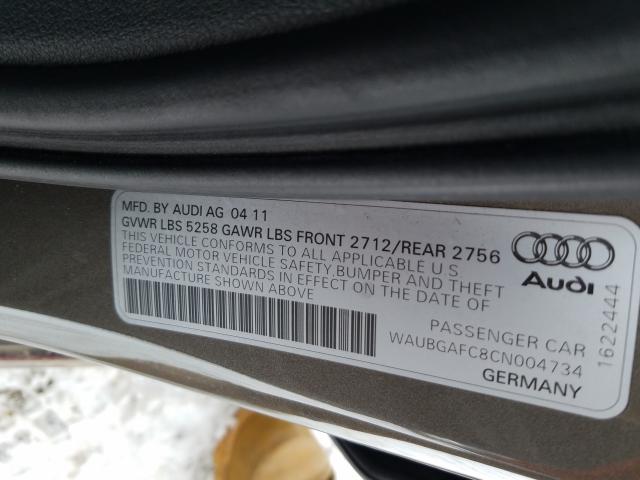 MFD. BY AUDI AG 04 11
GVWR LBS 5258 GAWR LBS FRONT 2712/REAR 2756
THIS VEHICLE CONFORMS TO ALL APPLICABLE U S
FEDERAL MOTOR VEHICLE SAFETY,BUMPER AND THEFT
PREVENTION STANDARDS IN EFFECT ON THE DATE OF
MANUFACTURE SHOWN ABOVE
Audi
PASSENGER CAR
WAUBGAFC8CN004734
GERMANY
1622444